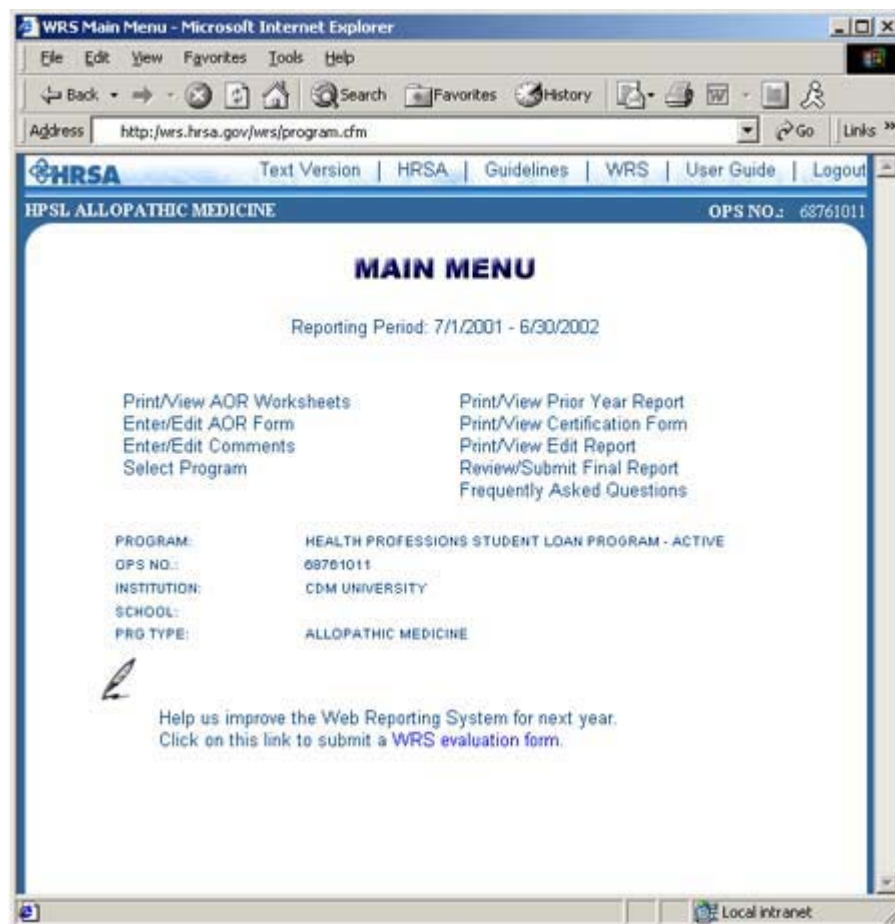 WRS Main Menu - Microsoft Internet Explorer
File Edit View Favorites Tools Help
Back Search Favorites History
Address http:/wrs.hrsa.gov/wrs/program.cfm Go Links »
HRSA Text Version | HRSA | Guidelines | WRS | User Guide | Logout
HPSL ALLOPATHIC MEDICINE OPS NO.: 68761011
MAIN MENU
Reporting Period: 7/1/2001 - 6/30/2002
Print/View AOR Worksheets Print/View Prior Year Report
Enter/Edit AOR Form Print/View Certification Form
Enter/Edit Comments Print/View Edit Report
Select Program Review/Submit Final Report
Frequently Asked Questions
PROGRAM: HEALTH PROFESSIONS STUDENT LOAN PROGRAM - ACTIVE
OPS NO.: 68761011
INSTITUTION: CDM UNIVERSITY
SCHOOL:
PRG TYPE: ALLOPATHIC MEDICINE
Help us improve the Web Reporting System for next year.
Click on this link to submit a WRS evaluation form.
Local intranet